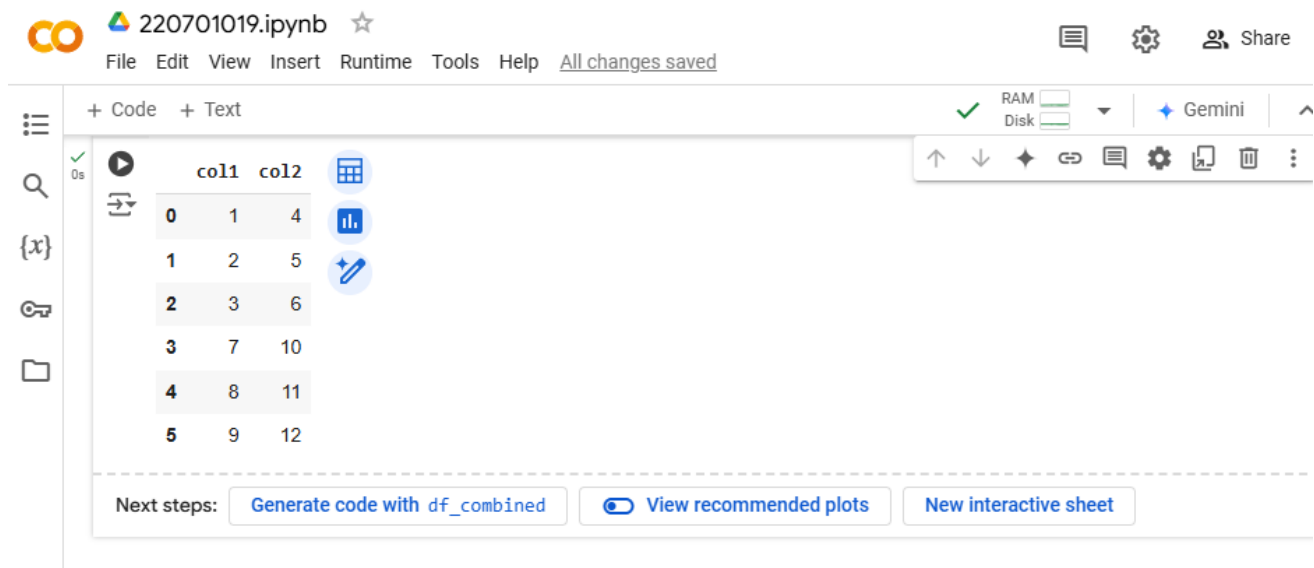 220701019.ipynb
File Edit View Insert Runtime Tools Help All changes saved
Share
+ Code + Text
RAM
Disk
Gemini
0s
{x}
col1 col2
0 1 4
1 2 5
2 3 6
3 7 10
4 8 11
5 9 12
Next steps: Generate code with df_combined View recommended plots New interactive sheet